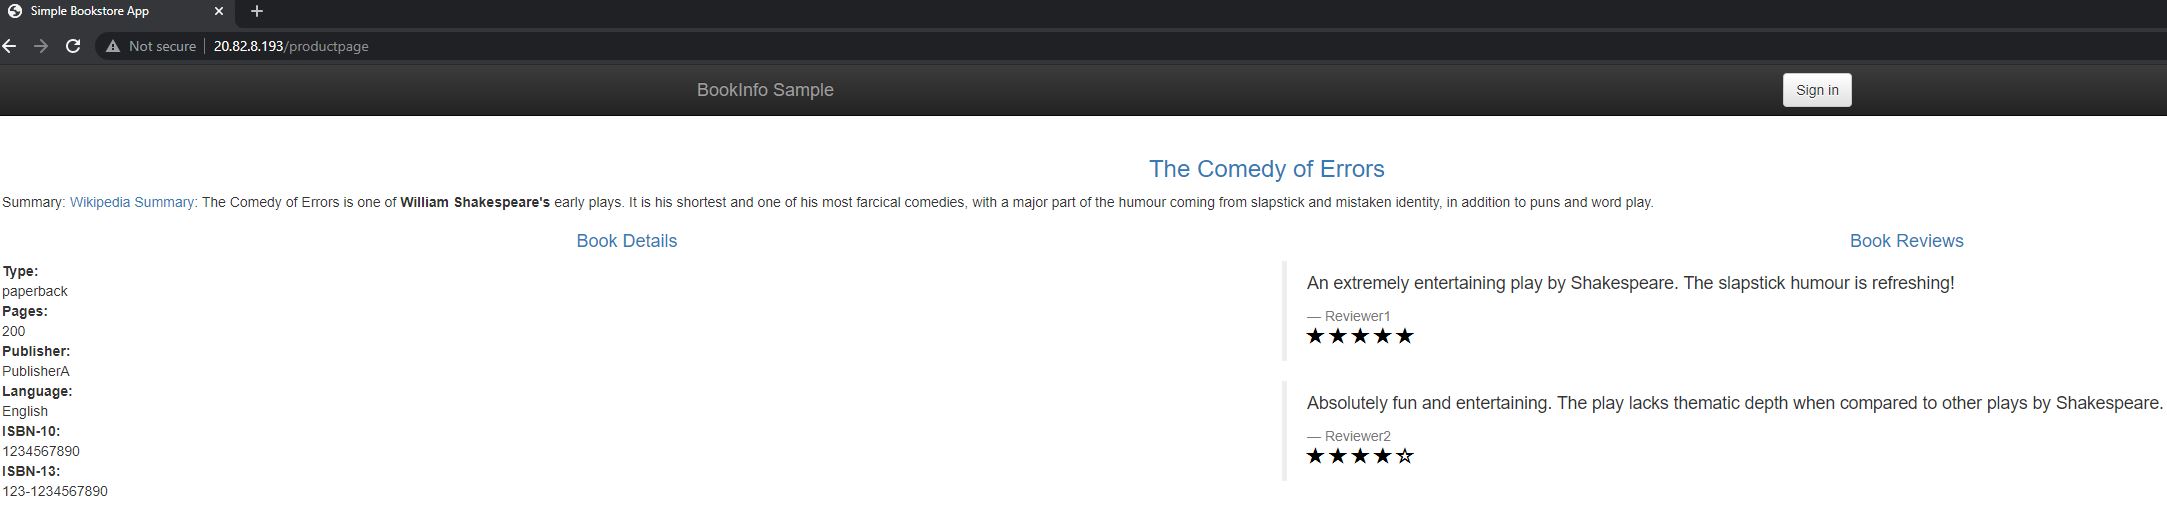 Simple Bookstore App
Not secure 20.82.8.193/productpage
BookInfo Sample
Sign in
The Comedy of Errors
Summary: Wikipedia Summary: The Comedy of Errors is one of William Shakespeare's early plays. It is his shortest and one of his most farcical comedies, with a major part of the humour coming from slapstick and mistaken identity, in addition to puns and word play.
Book Details
Type:
paperback
Pages:
200
Publisher:
PublisherA
Language:
English
ISBN-10:
1234567890
ISBN-13:
123-1234567890
Book Reviews
An extremely entertaining play by Shakespeare. The slapstick humour is refreshing!
— Reviewer1
★★★★★
Absolutely fun and entertaining. The play lacks thematic depth when compared to other plays by Shakespeare.
— Reviewer2
★★★★☆